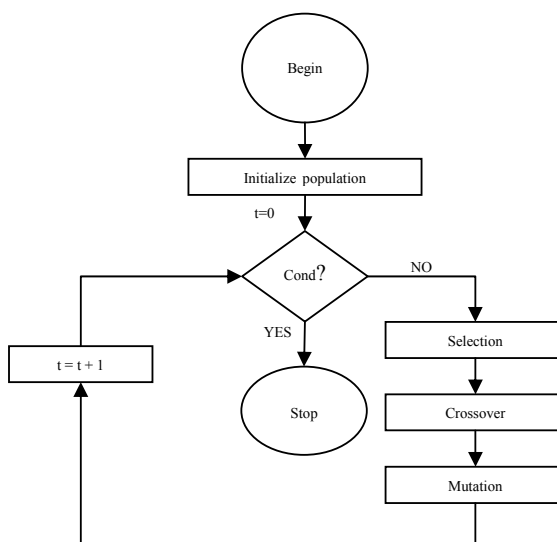 Begin
Initialize population
t=0
Cond?
NO
YES
t = t + 1
Selection
Stop
Crossover
Mutation